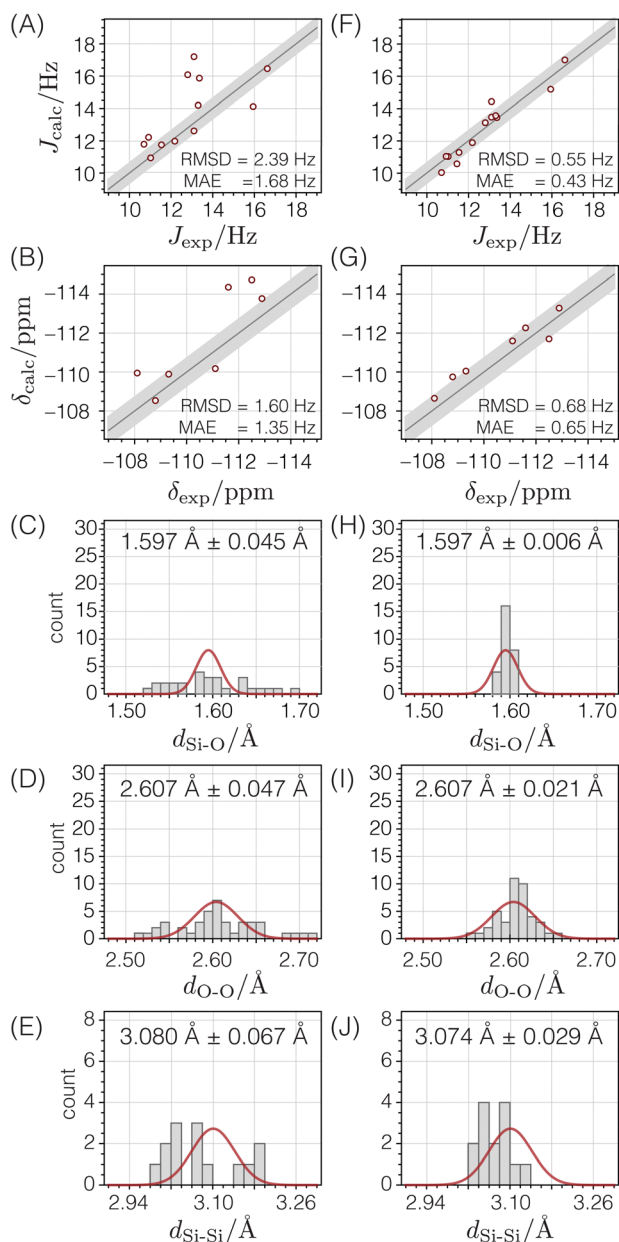 (A)
18
16
14
12
10
J_calc/Hz
RMSD = 2.39 Hz
MAE =1.68 Hz
10 12 14 16 18
J_exp/Hz
(F)
18
16
14
12
10
RMSD = 0.55 Hz
MAE = 0.43 Hz
10 12 14 16 18
J_exp/Hz
(B)
−114
−112
−110
−108
δ_calc/ppm
RMSD = 1.60 Hz
MAE = 1.35 Hz
−108 −110 −112 −114
δ_exp/ppm
(G)
−114
−112
−110
−108
RMSD = 0.68 Hz
MAE = 0.65 Hz
−108 −110 −112 −114
δ_exp/ppm
(C)
30
25
20
15
10
5
0
count
1.597 Å ± 0.045 Å
1.50 1.60 1.70
d_Si-O/Å
(H)
30
25
20
15
10
5
0
1.597 Å ± 0.006 Å
1.50 1.60 1.70
d_Si-O/Å
(D)
30
25
20
15
10
5
0
count
2.607 Å ± 0.047 Å
2.50 2.60 2.70
d_O-O/Å
(I)
30
25
20
15
10
5
0
2.607 Å ± 0.021 Å
2.50 2.60 2.70
d_O-O/Å
(E)
8
6
4
2
0
count
3.080 Å ± 0.067 Å
2.94 3.10 3.26
d_Si-Si/Å
(J)
8
6
4
2
0
3.074 Å ± 0.029 Å
2.94 3.10 3.26
d_Si-Si/Å